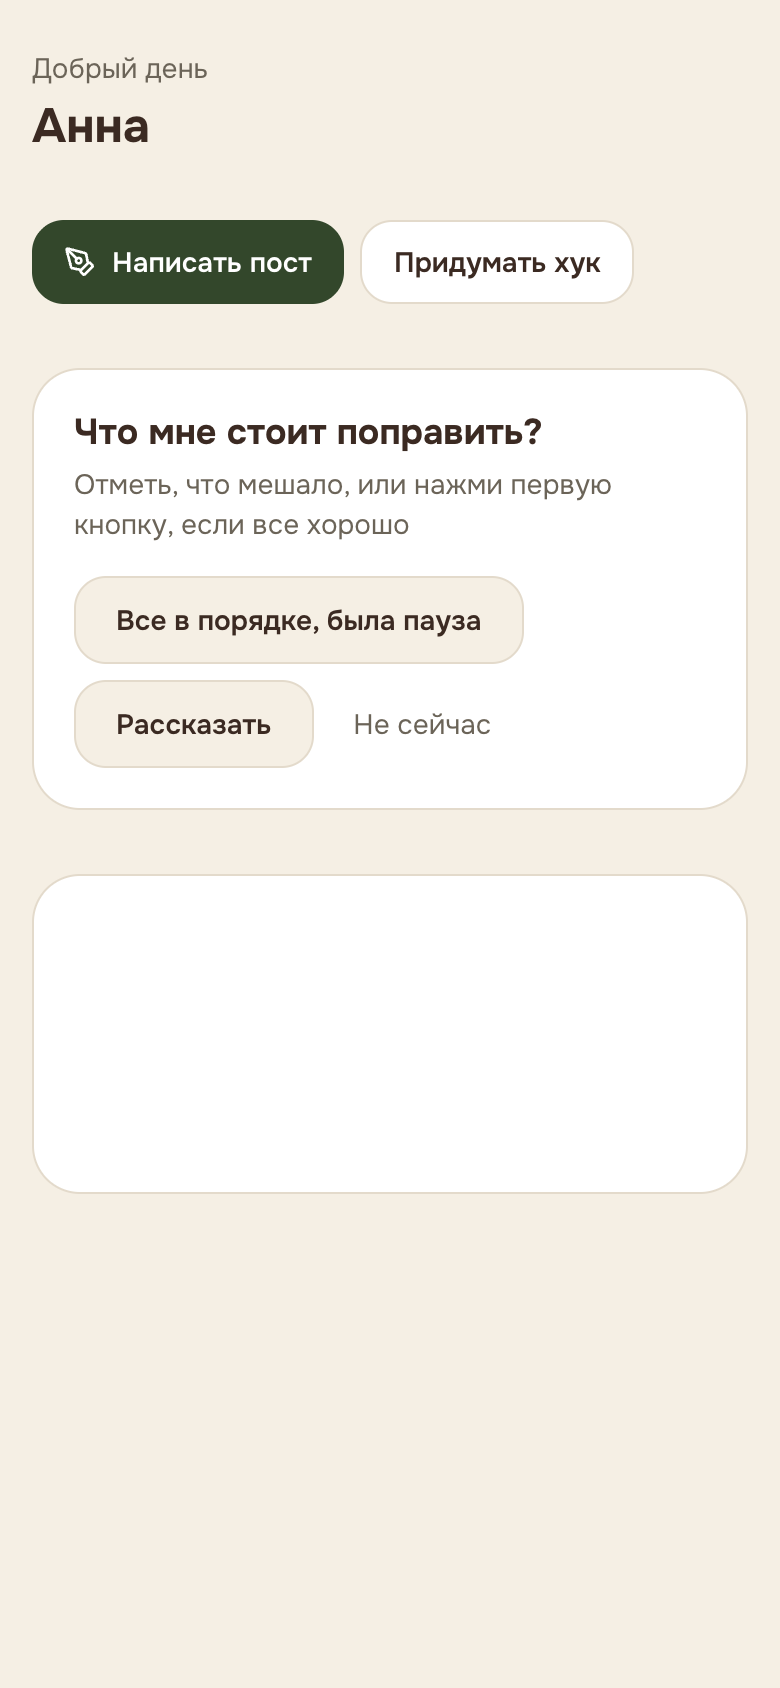 Добрый день
Анна
Написать пост
Придумать хук
Что мне стоит поправить?
Отметь, что мешало, или нажми первую
кнопку, если все хорошо
Все в порядке, была пауза
Рассказать
Не сейчас